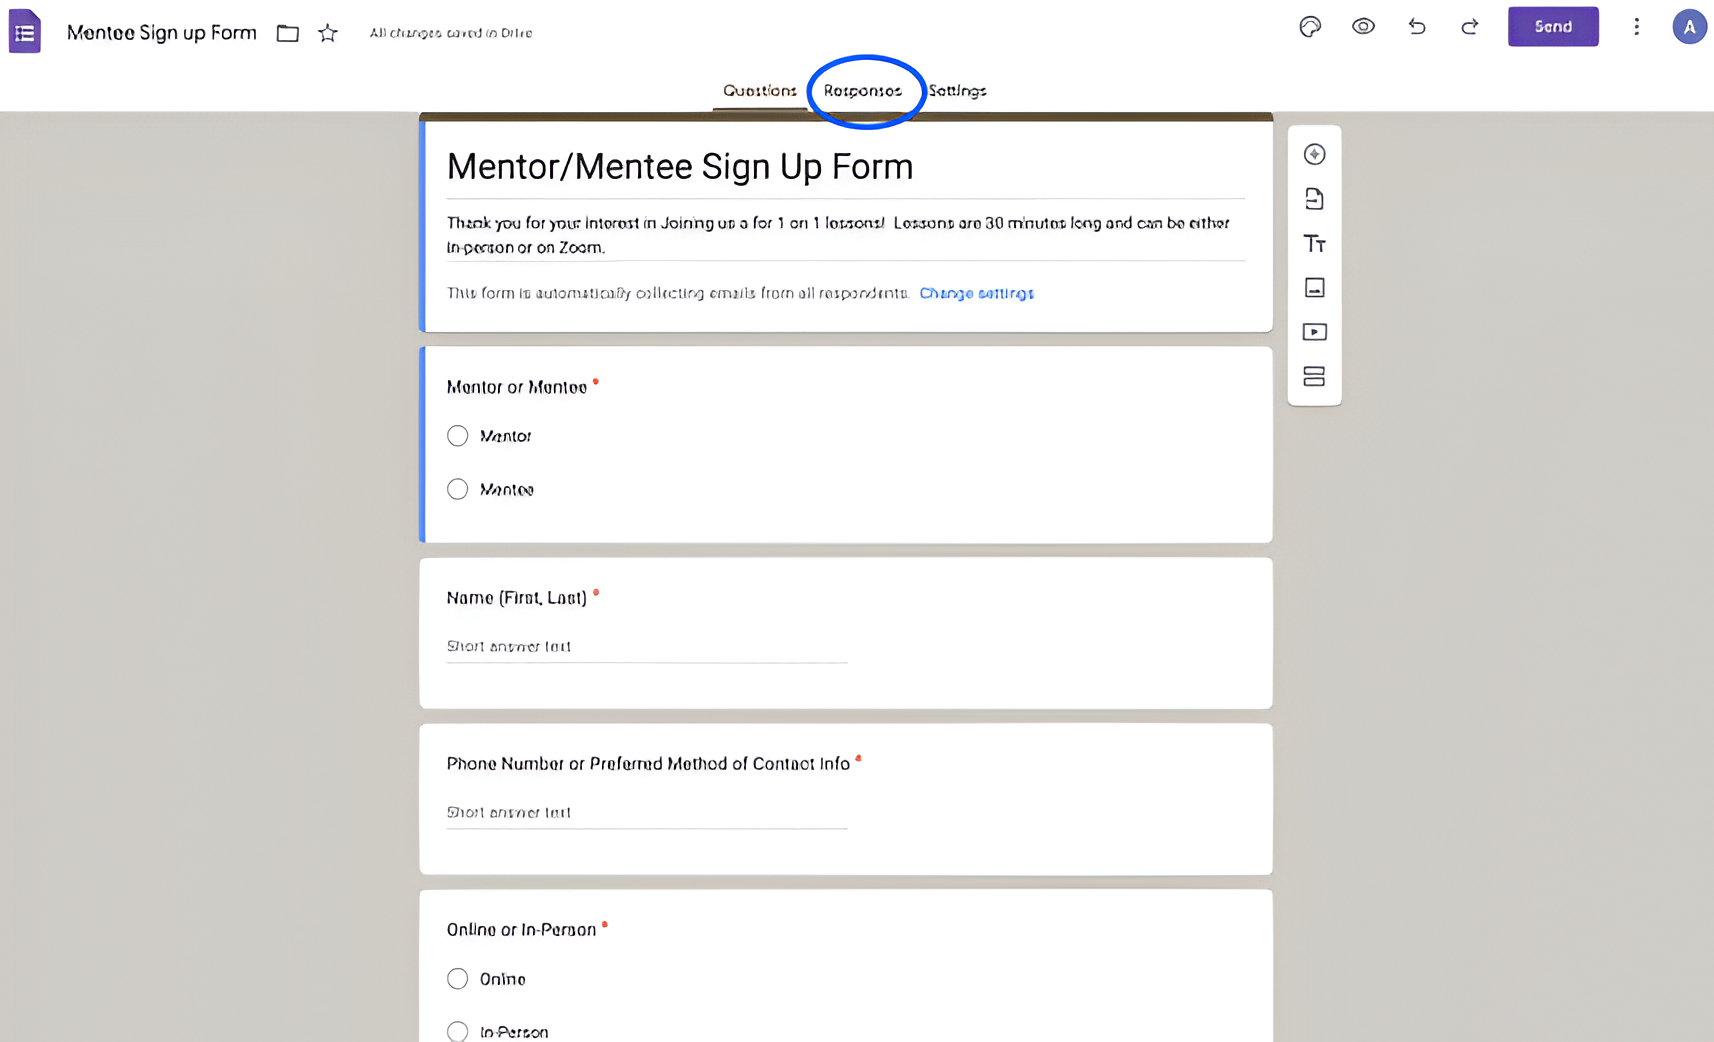 Mentee Sign up Form
All changes saved in Drive
Send
A
Questions
Responses
Settings
Mentor/Mentee Sign Up Form
Thank you for your interest in joining us a for 1 on 1 lessons! Lessons are 30 minutes long and can be either
in-person or on Zoom.
This form is automatically collecting emails from all respondents. Change settings
Mentor or Mentee *
Mentor
Mentee
Name (First, Last) *
Short answer text
Phone Number or Preferred Method of Contact Info *
Short answer text
Online or In-Person *
Online
In-Person
Tт